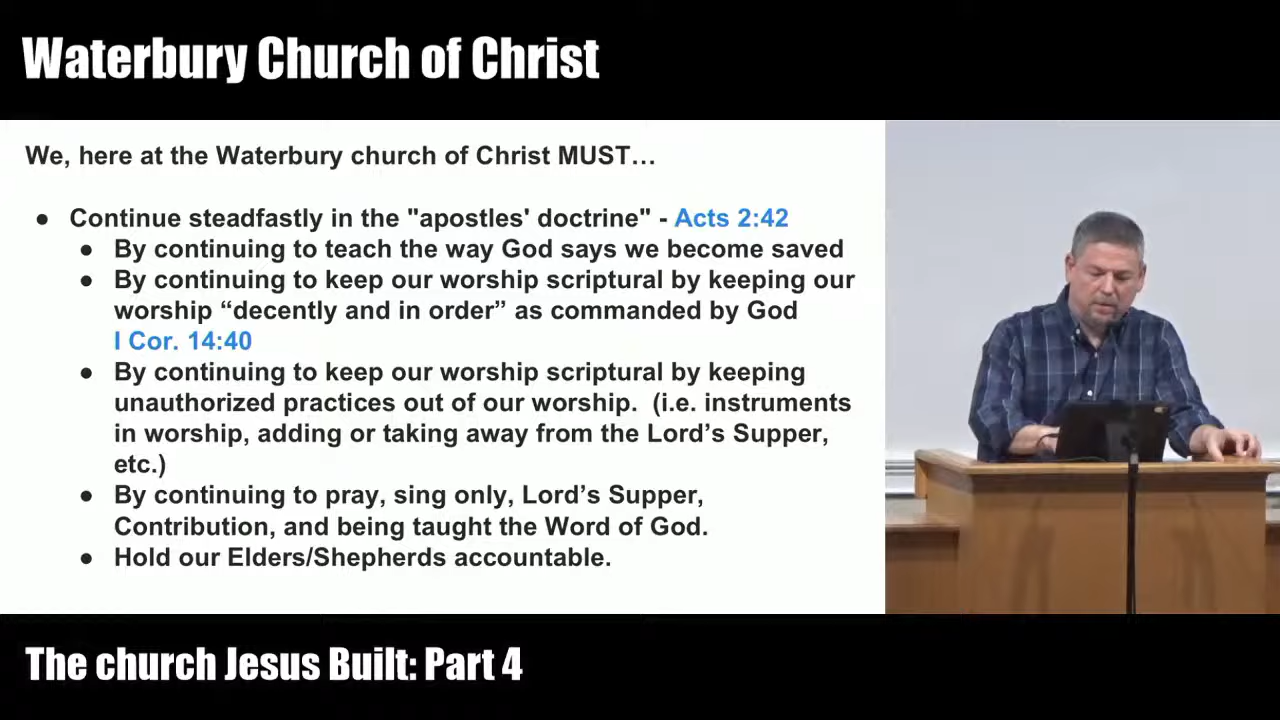 Waterbury Church of Christ
We, here at the Waterbury church of Christ MUST...
● Continue steadfastly in the "apostles' doctrine" - Acts 2:42
● By continuing to teach the way God says we become saved
● By continuing to keep our worship scriptural by keeping our
worship “decently and in order” as commanded by God
I Cor. 14:40
● By continuing to keep our worship scriptural by keeping
unauthorized practices out of our worship. (i.e. instruments
in worship, adding or taking away from the Lord’s Supper,
etc.)
● By continuing to pray, sing only, Lord’s Supper,
Contribution, and being taught the Word of God.
● Hold our Elders/Shepherds accountable.
The church Jesus Built: Part 4